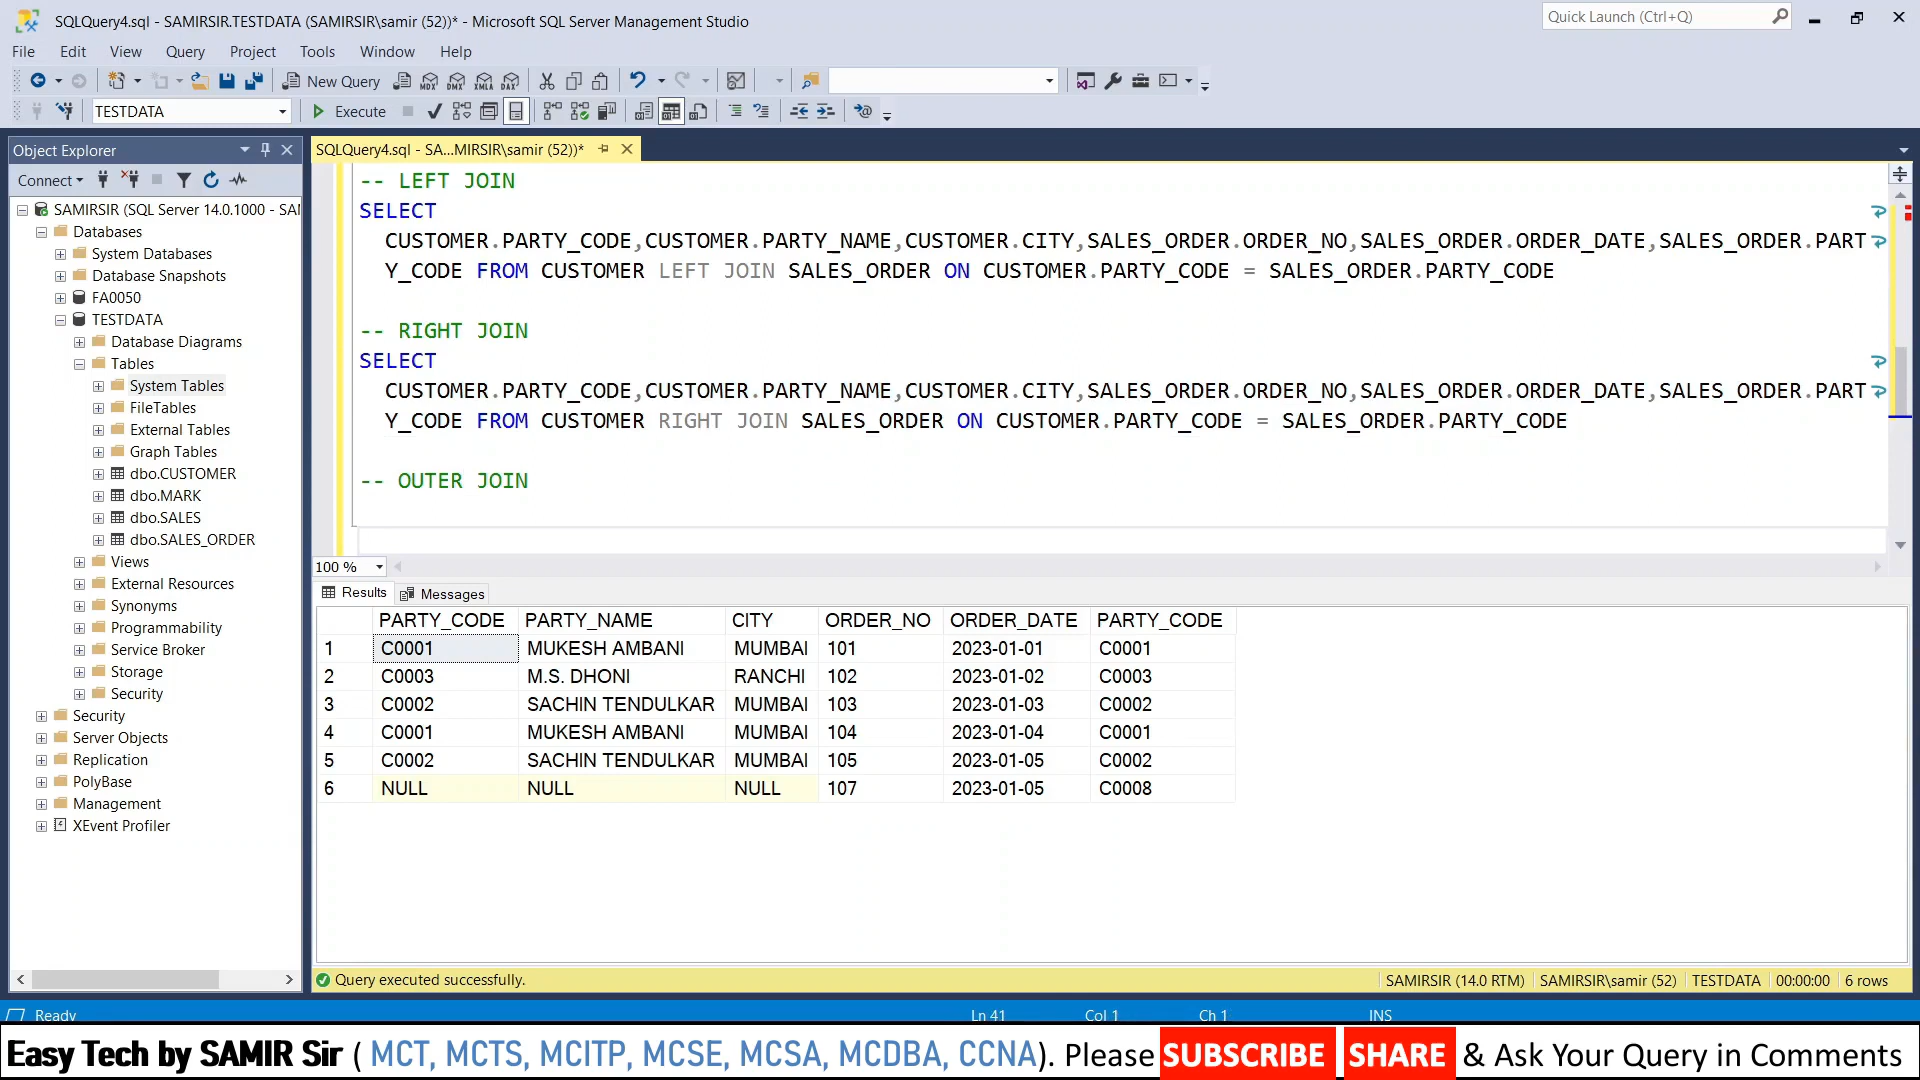 SQLQuery4.sql - SAMIRSIR.TESTDATA (SAMIRSIR\samir (52))* - Microsoft SQL Server Management Studio
Quick Launch (Ctrl+Q)
File Edit View Query Project Tools Window Help
New Query
MDX DMX XMLA DAX
TESTDATA
Execute
Object Explorer
Connect
SAMIRSIR (SQL Server 14.0.1000 - SAI
Databases
System Databases
Database Snapshots
FA0050
TESTDATA
Database Diagrams
Tables
System Tables
FileTables
External Tables
Graph Tables
dbo.CUSTOMER
dbo.MARK
dbo.SALES
dbo.SALES_ORDER
Views
External Resources
Synonyms
Programmability
Service Broker
Storage
Security
Security
Server Objects
Replication
PolyBase
Management
XEvent Profiler
SQLQuery4.sql - SA...MIRSIR\samir (52))*
-- LEFT JOIN
SELECT
CUSTOMER.PARTY_CODE,CUSTOMER.PARTY_NAME,CUSTOMER.CITY,SALES_ORDER.ORDER_NO,SALES_ORDER.ORDER_DATE,SALES_ORDER.PART
Y_CODE FROM CUSTOMER LEFT JOIN SALES_ORDER ON CUSTOMER.PARTY_CODE = SALES_ORDER.PARTY_CODE
-- RIGHT JOIN
SELECT
CUSTOMER.PARTY_CODE,CUSTOMER.PARTY_NAME,CUSTOMER.CITY,SALES_ORDER.ORDER_NO,SALES_ORDER.ORDER_DATE,SALES_ORDER.PART
Y_CODE FROM CUSTOMER RIGHT JOIN SALES_ORDER ON CUSTOMER.PARTY_CODE = SALES_ORDER.PARTY_CODE
-- OUTER JOIN
100 %
Results Messages
PARTY_CODE PARTY_NAME CITY ORDER_NO ORDER_DATE PARTY_CODE
1 C0001 MUKESH AMBANI MUMBAI 101 2023-01-01 C0001
2 C0003 M.S. DHONI RANCHI 102 2023-01-02 C0003
3 C0002 SACHIN TENDULKAR MUMBAI 103 2023-01-03 C0002
4 C0001 MUKESH AMBANI MUMBAI 104 2023-01-04 C0001
5 C0002 SACHIN TENDULKAR MUMBAI 105 2023-01-05 C0002
6 NULL NULL NULL 107 2023-01-05 C0008
Query executed successfully.
SAMIRSIR (14.0 RTM) SAMIRSIR\samir (52) TESTDATA 00:00:00 6 rows
Ready
Ln 41 Col 1 Ch 1 INS
Easy Tech by SAMIR Sir ( MCT, MCTS, MCITP, MCSE, MCSA, MCDBA, CCNA). Please SUBSCRIBE SHARE & Ask Your Query in Comments